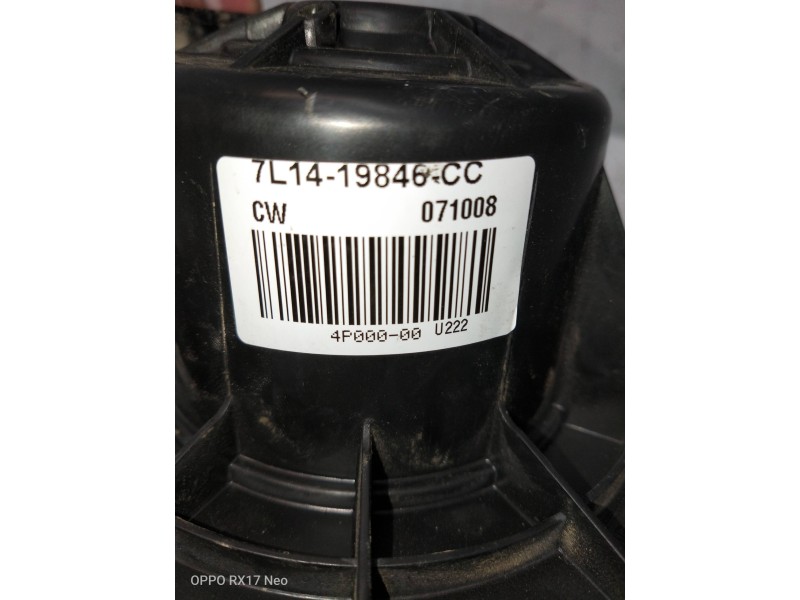 7L14-19846-CC
CW 071008
4P000-00 U222
OPPO RX17 Neo